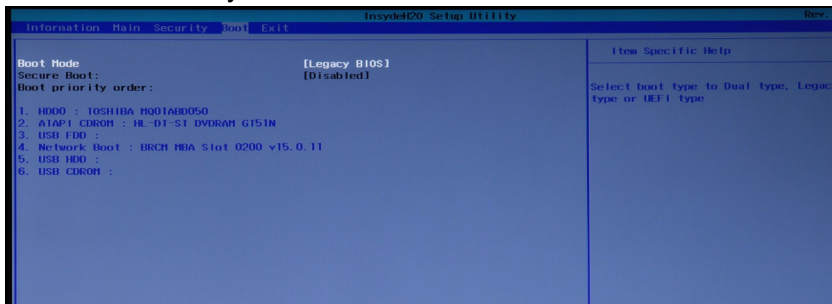 InsydeH20 Setup Utility Rev.
Information Main Security Boot Exit
Item Specific Help
Boot Mode [Legacy BIOS]
Secure Boot: [Disabled]
Boot priority order:
Select boot type to Dual type, Legac
type or UEFI type
1. HDD0 : TOSHIBA MQ01ABD050
2. ATAPI CDROM : HL-DT-ST DVDRAM GT51N
3. USB FDD :
4. Network Boot : BRCM MBA Slot 0200 v15.0.11
5. USB HDD :
6. USB CDROM :